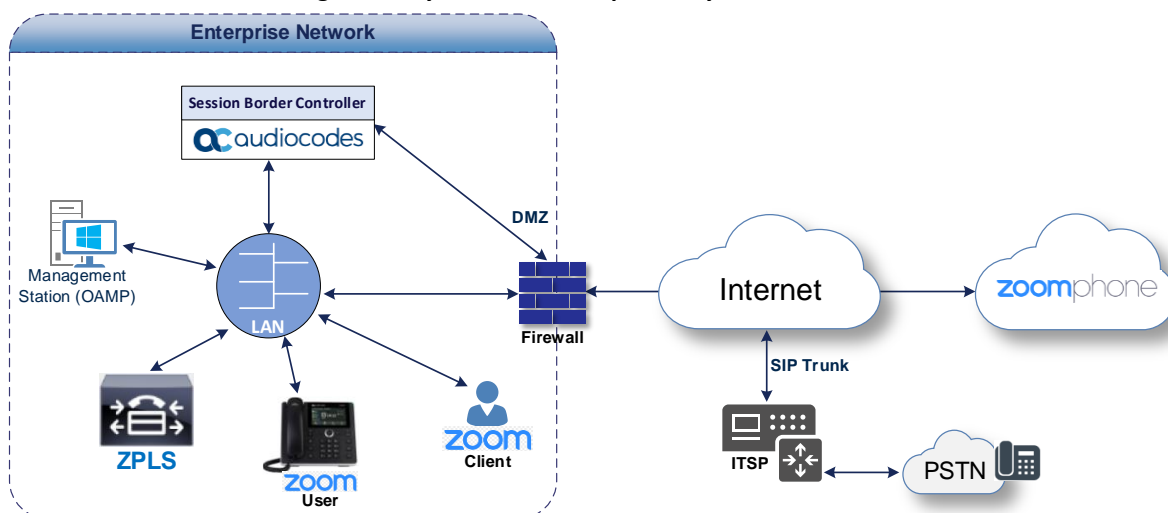 Enterprise Network
Session Border Controller
audiocodes
DMZ
Management
Station (OAMP)
LAN
Internet
zoomphone
Firewall
SIP Trunk
ZPLS
zoom
User
zoom
Client
ITSP
PSTN